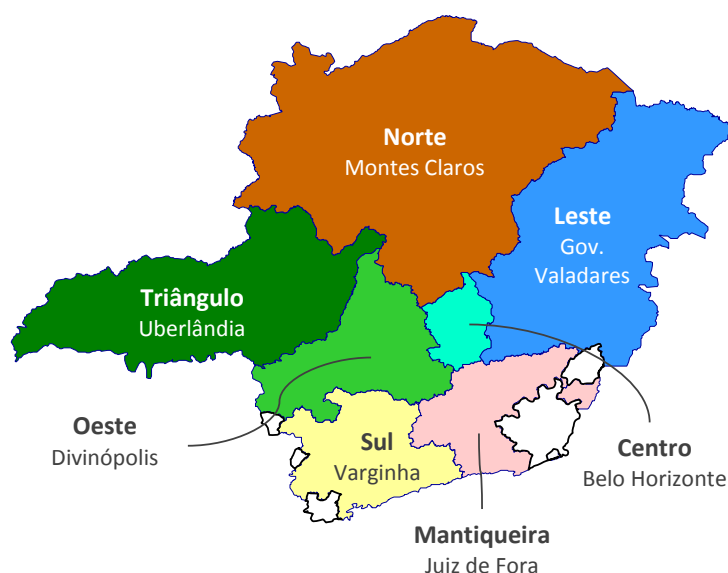 Norte
Montes Claros
Leste
Gov.
Valadares
Triângulo
Uberlândia
Oeste
Divinópolis
Sul
Varginha
Centro
Belo Horizonte
Mantiqueira
Juiz de Fora